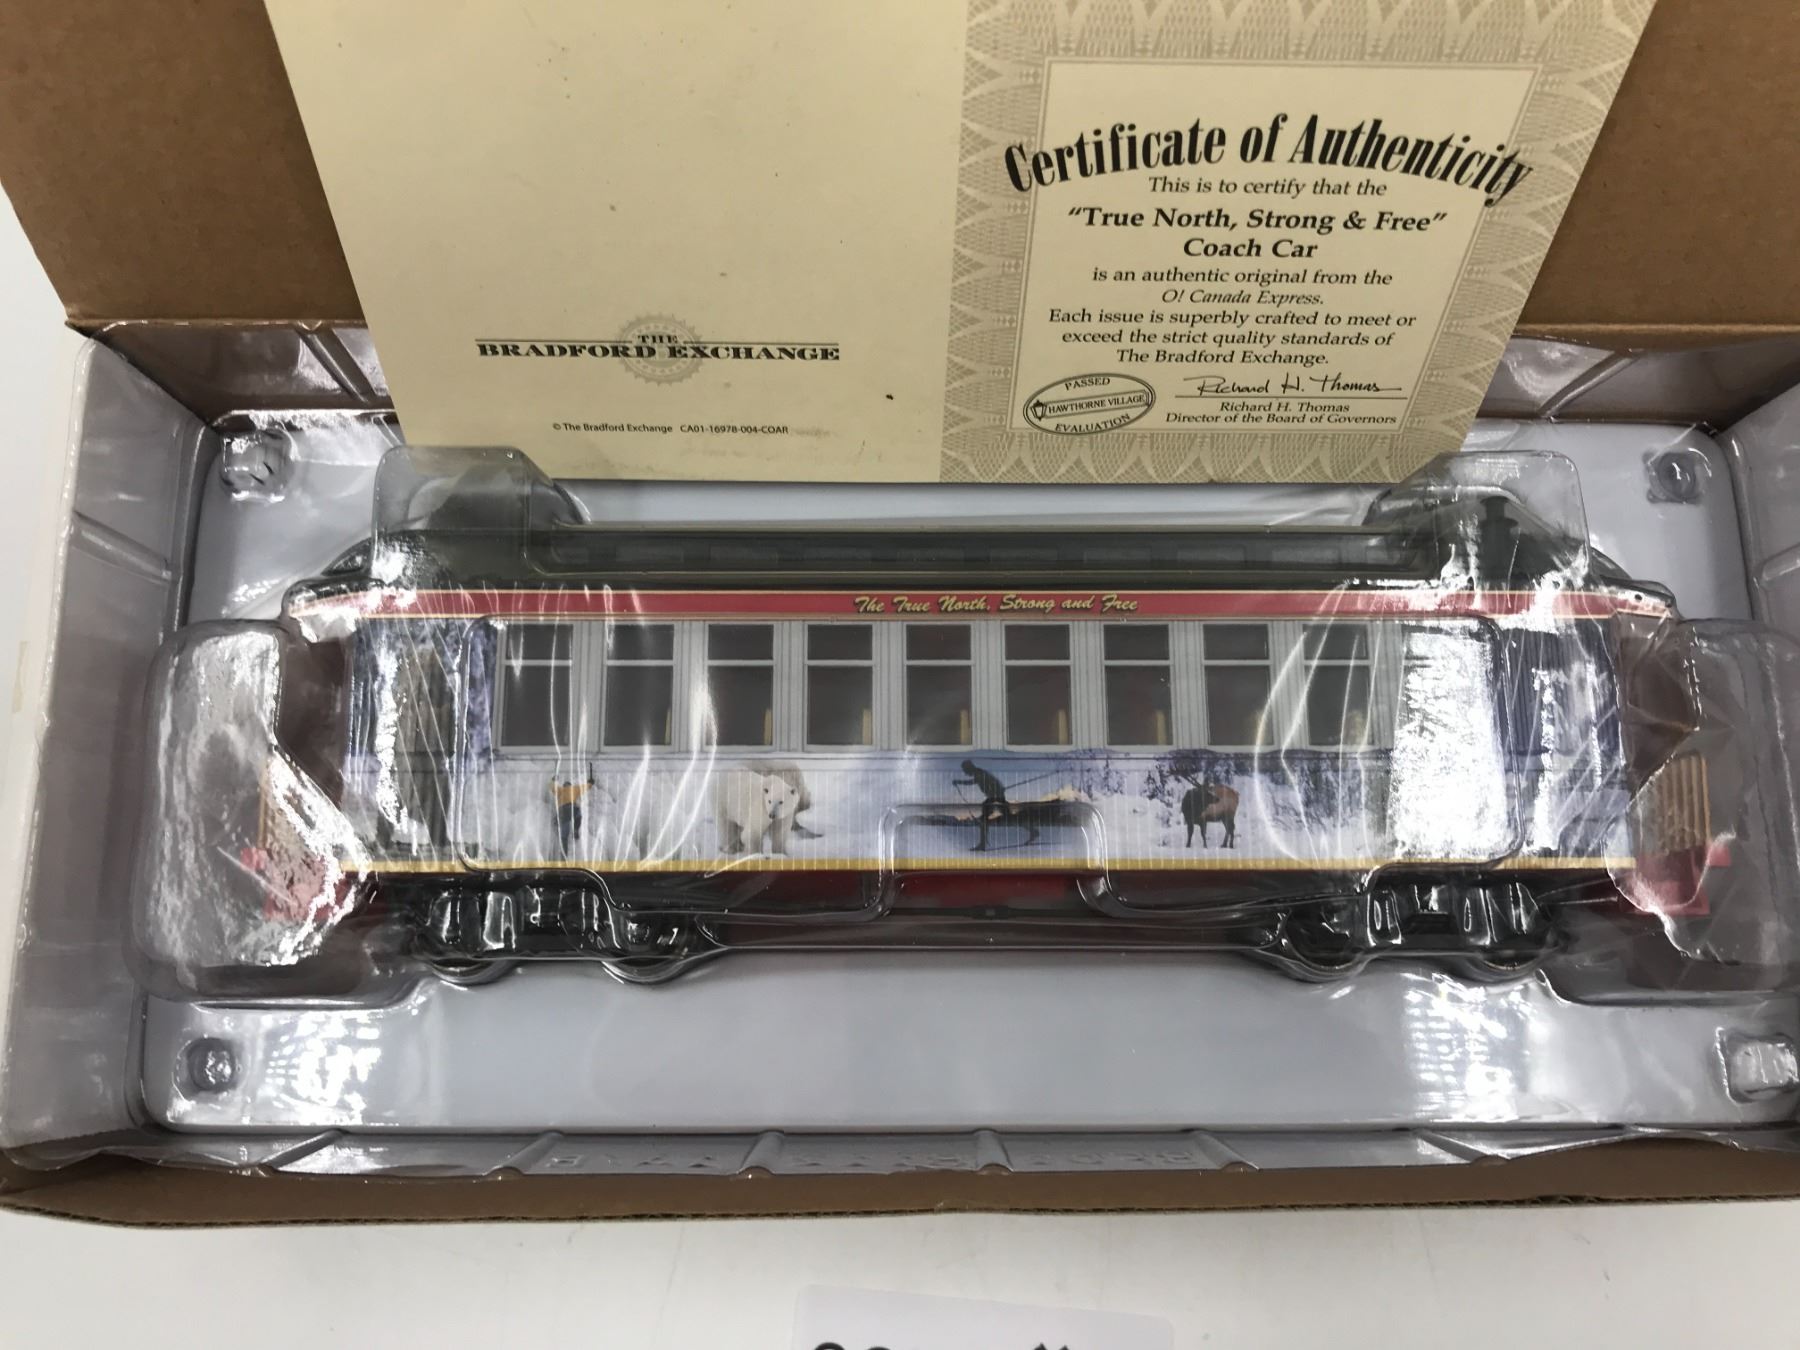 Certificate of Authenticity
This is to certify that the
"True North, Strong & Free"
Coach Car
is an authentic original from the
O! Canada Express.
Each issue is superbly crafted to meet or
exceed the strict quality standards of
The Bradford Exchange.
PASSED
HAWTHORNE VILLAGE
EVALUATION
Richard H. Thomas
Richard H. Thomas
Director of the Board of Governors
THE
BRADFORD EXCHANGE
© The Bradford Exchange CA01-16978-004-COAR
The True North, Strong and Free